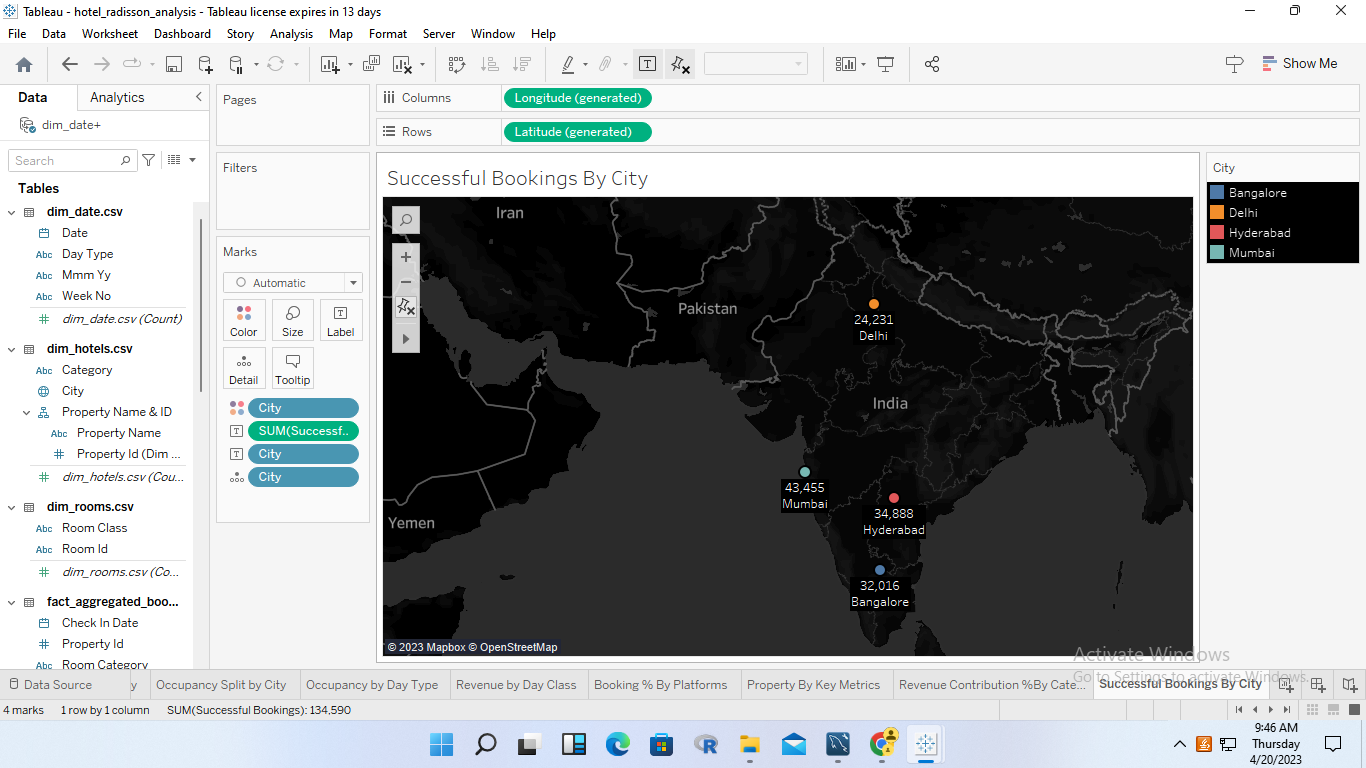 Tableau - hotel_radisson_analysis - Tableau license expires in 13 days
File Data Worksheet Dashboard Story Analysis Map Format Server Window Help
Show Me
Data Analytics
dim_date+
Search
Tables
dim_date.csv
Date
Abc Day Type
Abc Mmm Yy
Abc Week No
dim_date.csv (Count)
dim_hotels.csv
Abc Category
City
Property Name & ID
Abc Property Name
Property Id (Dim ...
dim_hotels.csv (Cou...
dim_rooms.csv
Abc Room Class
Abc Room Id
dim_rooms.csv (Co...
fact_aggregated_boo...
Check In Date
Property Id
Abc Room Category
Pages
Filters
Marks
Automatic
Color Size Label
Detail Tooltip
City
SUM(Successf..
City
City
Columns Longitude (generated)
Rows Latitude (generated)
Successful Bookings By City
Iran
Pakistan
24,231
Delhi
India
43,455
Mumbai
34,888
Hyderabad
Yemen
32,016
Bangalore
© 2023 Mapbox © OpenStreetMap
City
Bangalore
Delhi
Hyderabad
Mumbai
Activate Windows
Go to Settings to activate Windows.
Data Source y Occupancy Split by City Occupancy by Day Type Revenue by Day Class Booking % By Platforms Property By Key Metrics Revenue Contribution %By Cate... Successful Bookings By City
4 marks 1 row by 1 column SUM(Successful Bookings): 134,590
9:46 AM
Thursday
4/20/2023